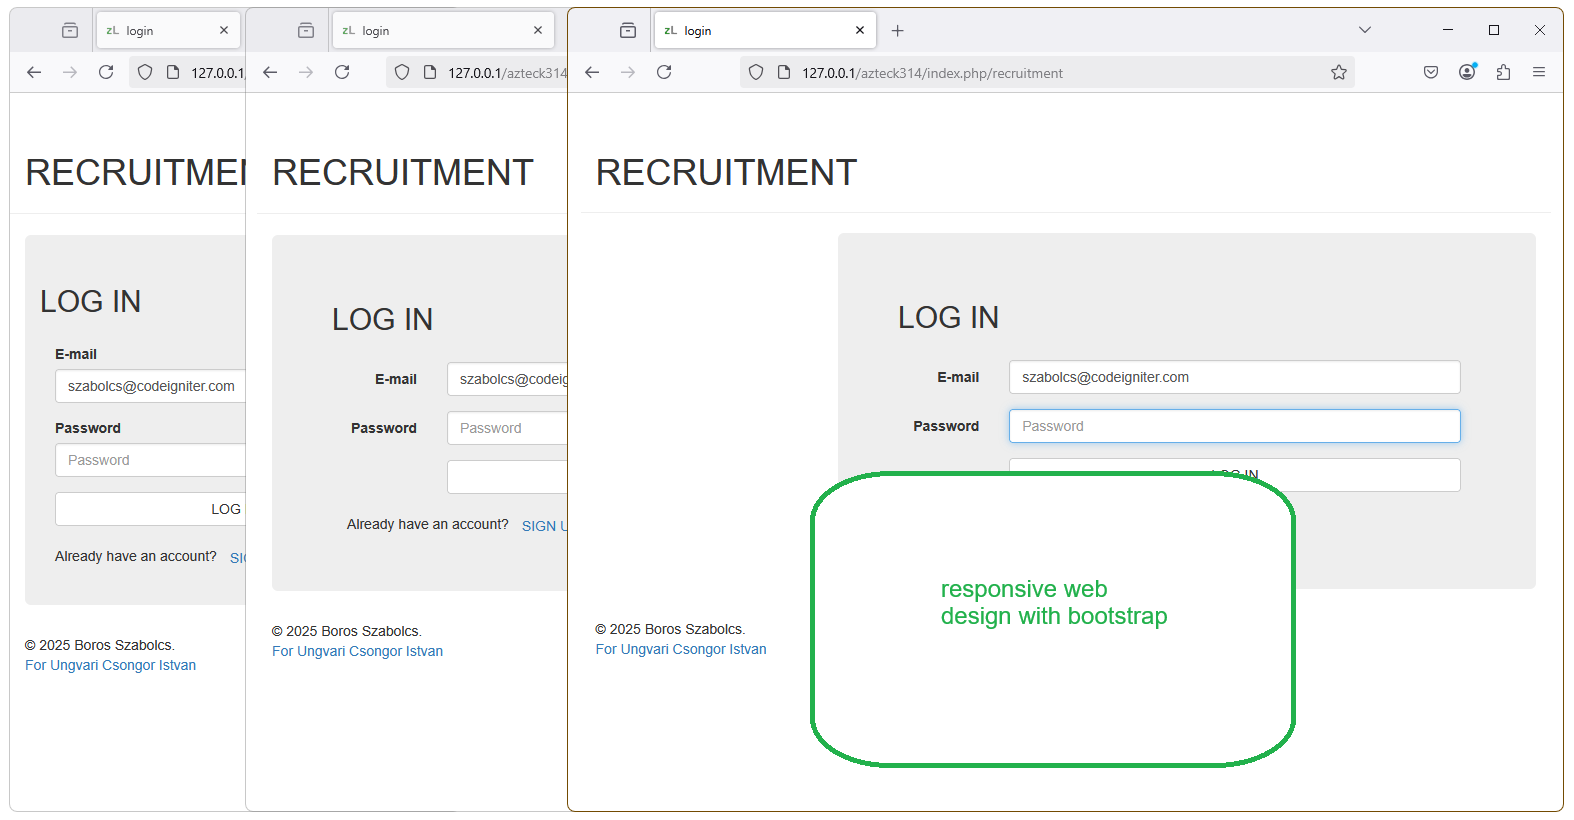 zL login
127.0.0.1
RECRUITMEN
LOG IN
E-mail
szabolcs@codeigniter.com
Password
Password
LOG
Already have an account? SIG
© 2025 Boros Szabolcs.
For Ungvari Csongor Istvan
zL login
127.0.0.1/azteck314
RECRUITMENT
LOG IN
E-mail
szabolcs@codeig
Password
Password
Already have an account? SIGN U
© 2025 Boros Szabolcs.
For Ungvari Csongor Istvan
zL login
127.0.0.1/azteck314/index.php/recruitment
RECRUITMENT
LOG IN
E-mail
szabolcs@codeigniter.com
Password
Password
LOG IN
responsive web
design with bootstrap
© 2025 Boros Szabolcs.
For Ungvari Csongor Istvan